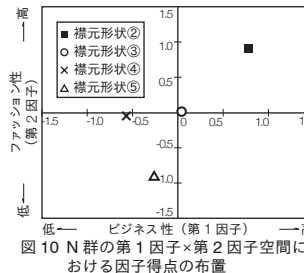 高
ファッション性
(第2因子)
低
■ 襟元形状②
○ 襟元形状③
× 襟元形状④
△ 襟元形状⑤
1.5
1.0
0.5
-1.5 -1.0 -0.5 0 0.5 1.0 1.5
-0.5
-1.0
-1.5
低 ビジネス性(第1因子) 高
図10 N群の第1因子×第2因子空間に
おける因子得点の布置